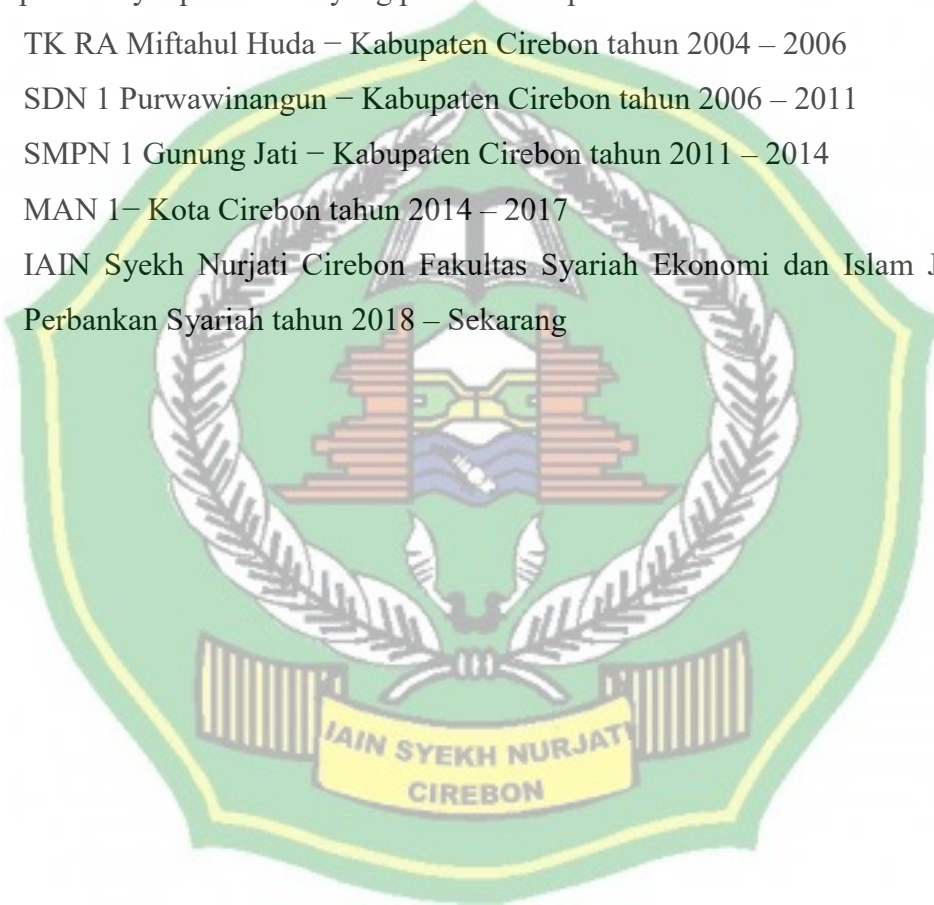 TK RA Miftahul Huda − Kabupaten Cirebon tahun 2004 – 2006
SDN 1 Purwawinangun − Kabupaten Cirebon tahun 2006 – 2011
SMPN 1 Gunung Jati − Kabupaten Cirebon tahun 2011 – 2014
MAN 1− Kota Cirebon tahun 2014 – 2017
IAIN Syekh Nurjati Cirebon Fakultas Syariah Ekonomi dan Islam J
Perbankan Syariah tahun 2018 – Sekarang
IAIN SYEKH NURJATI
CIREBON